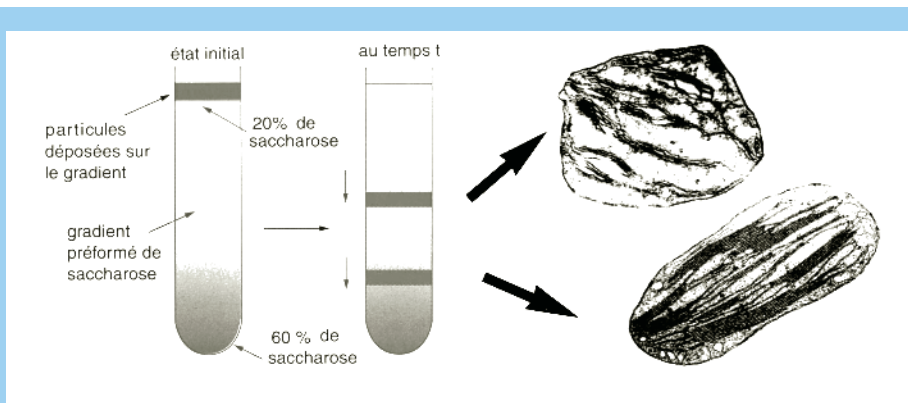 état initial
au temps t
particules
déposées sur
le gradient
20% de
saccharose
gradient
préformé de
saccharose
60 % de
saccharose